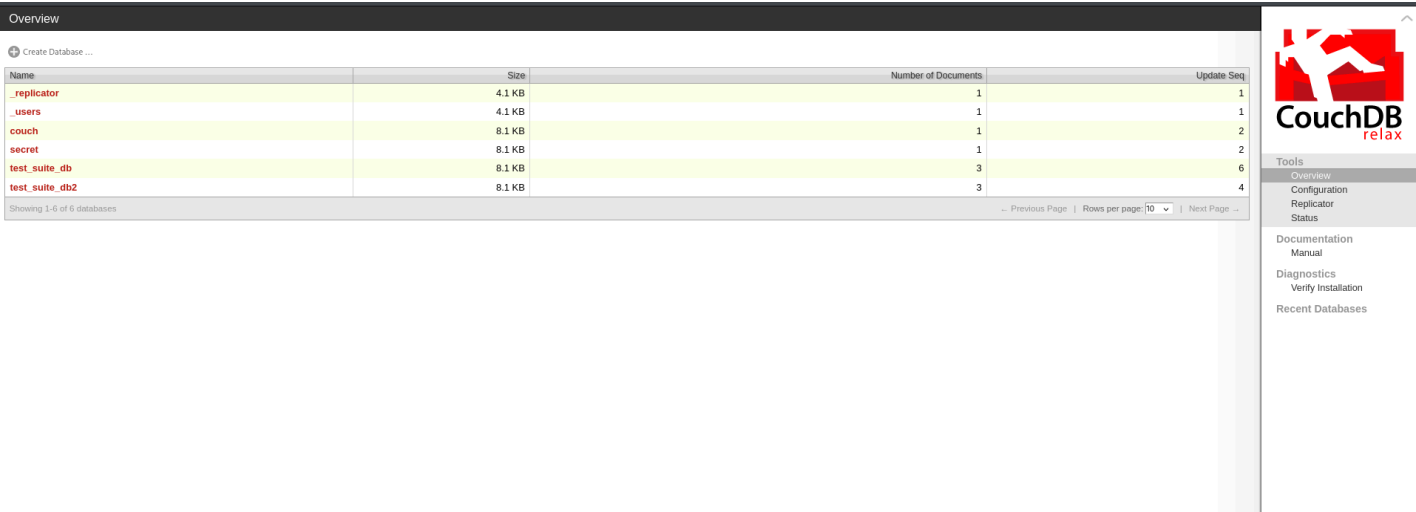 Overview
Create Database ...
Name Size Number of Documents Update Seq
_replicator 4.1 KB 1 1
_users 4.1 KB 1 1
couch 8.1 KB 1 2
secret 8.1 KB 1 2
test_suite_db 8.1 KB 3 6
test_suite_db2 8.1 KB 3 4
Showing 1-6 of 6 databases ← Previous Page | Rows per page: 10 | Next Page →
CouchDB
relax
Tools
Overview
Configuration
Replicator
Status
Documentation
Manual
Diagnostics
Verify Installation
Recent Databases